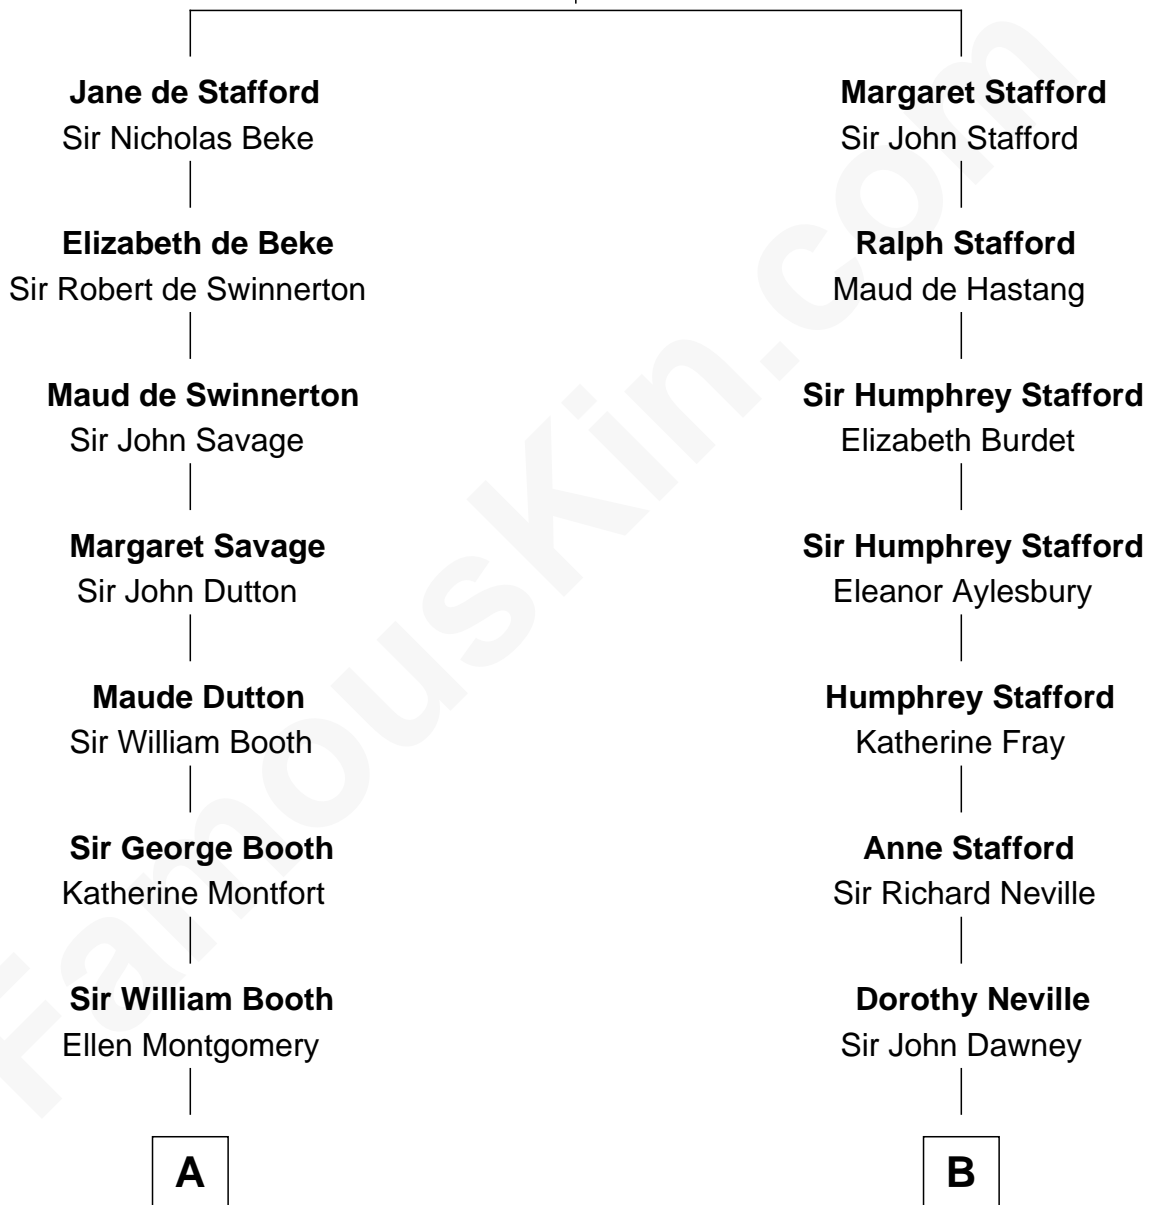 Jane de Stafford
Sir Nicholas Beke
Margaret Stafford
Sir John Stafford
Elizabeth de Beke
Sir Robert de Swinnerton
Ralph Stafford
Maud de Hastang
Maud de Swinnerton
Sir John Savage
Sir Humphrey Stafford
Elizabeth Burdet
Margaret Savage
Sir John Dutton
Sir Humphrey Stafford
Eleanor Aylesbury
Maude Dutton
Sir William Booth
Humphrey Stafford
Katherine Fray
Sir George Booth
Katherine Montfort
Anne Stafford
Sir Richard Neville
Sir William Booth
Ellen Montgomery
Dorothy Neville
Sir John Dawney
A
B
FamousKin.com